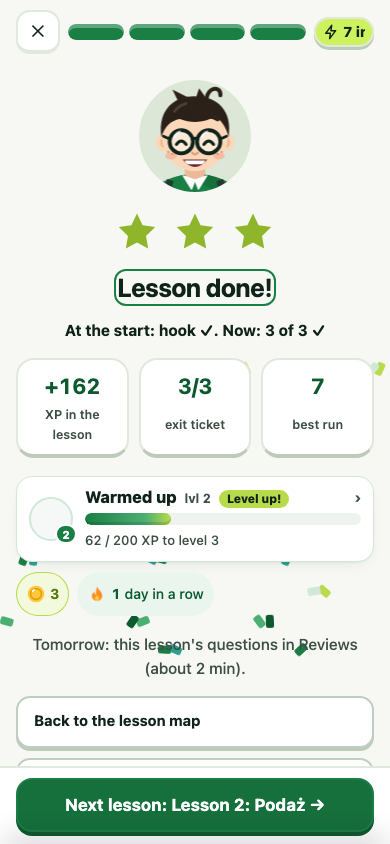 7 ir
Lesson done!
At the start: hook ✓. Now: 3 of 3 ✓
+162
XP in the
lesson
3/3
exit ticket
7
best run
Warmed up lvl 2 Level up! ›
2
62 / 200 XP to level 3
3
1 day in a row
Tomorrow: this lesson's questions in Reviews
(about 2 min).
Back to the lesson map
Next lesson: Lesson 2: Podaż →